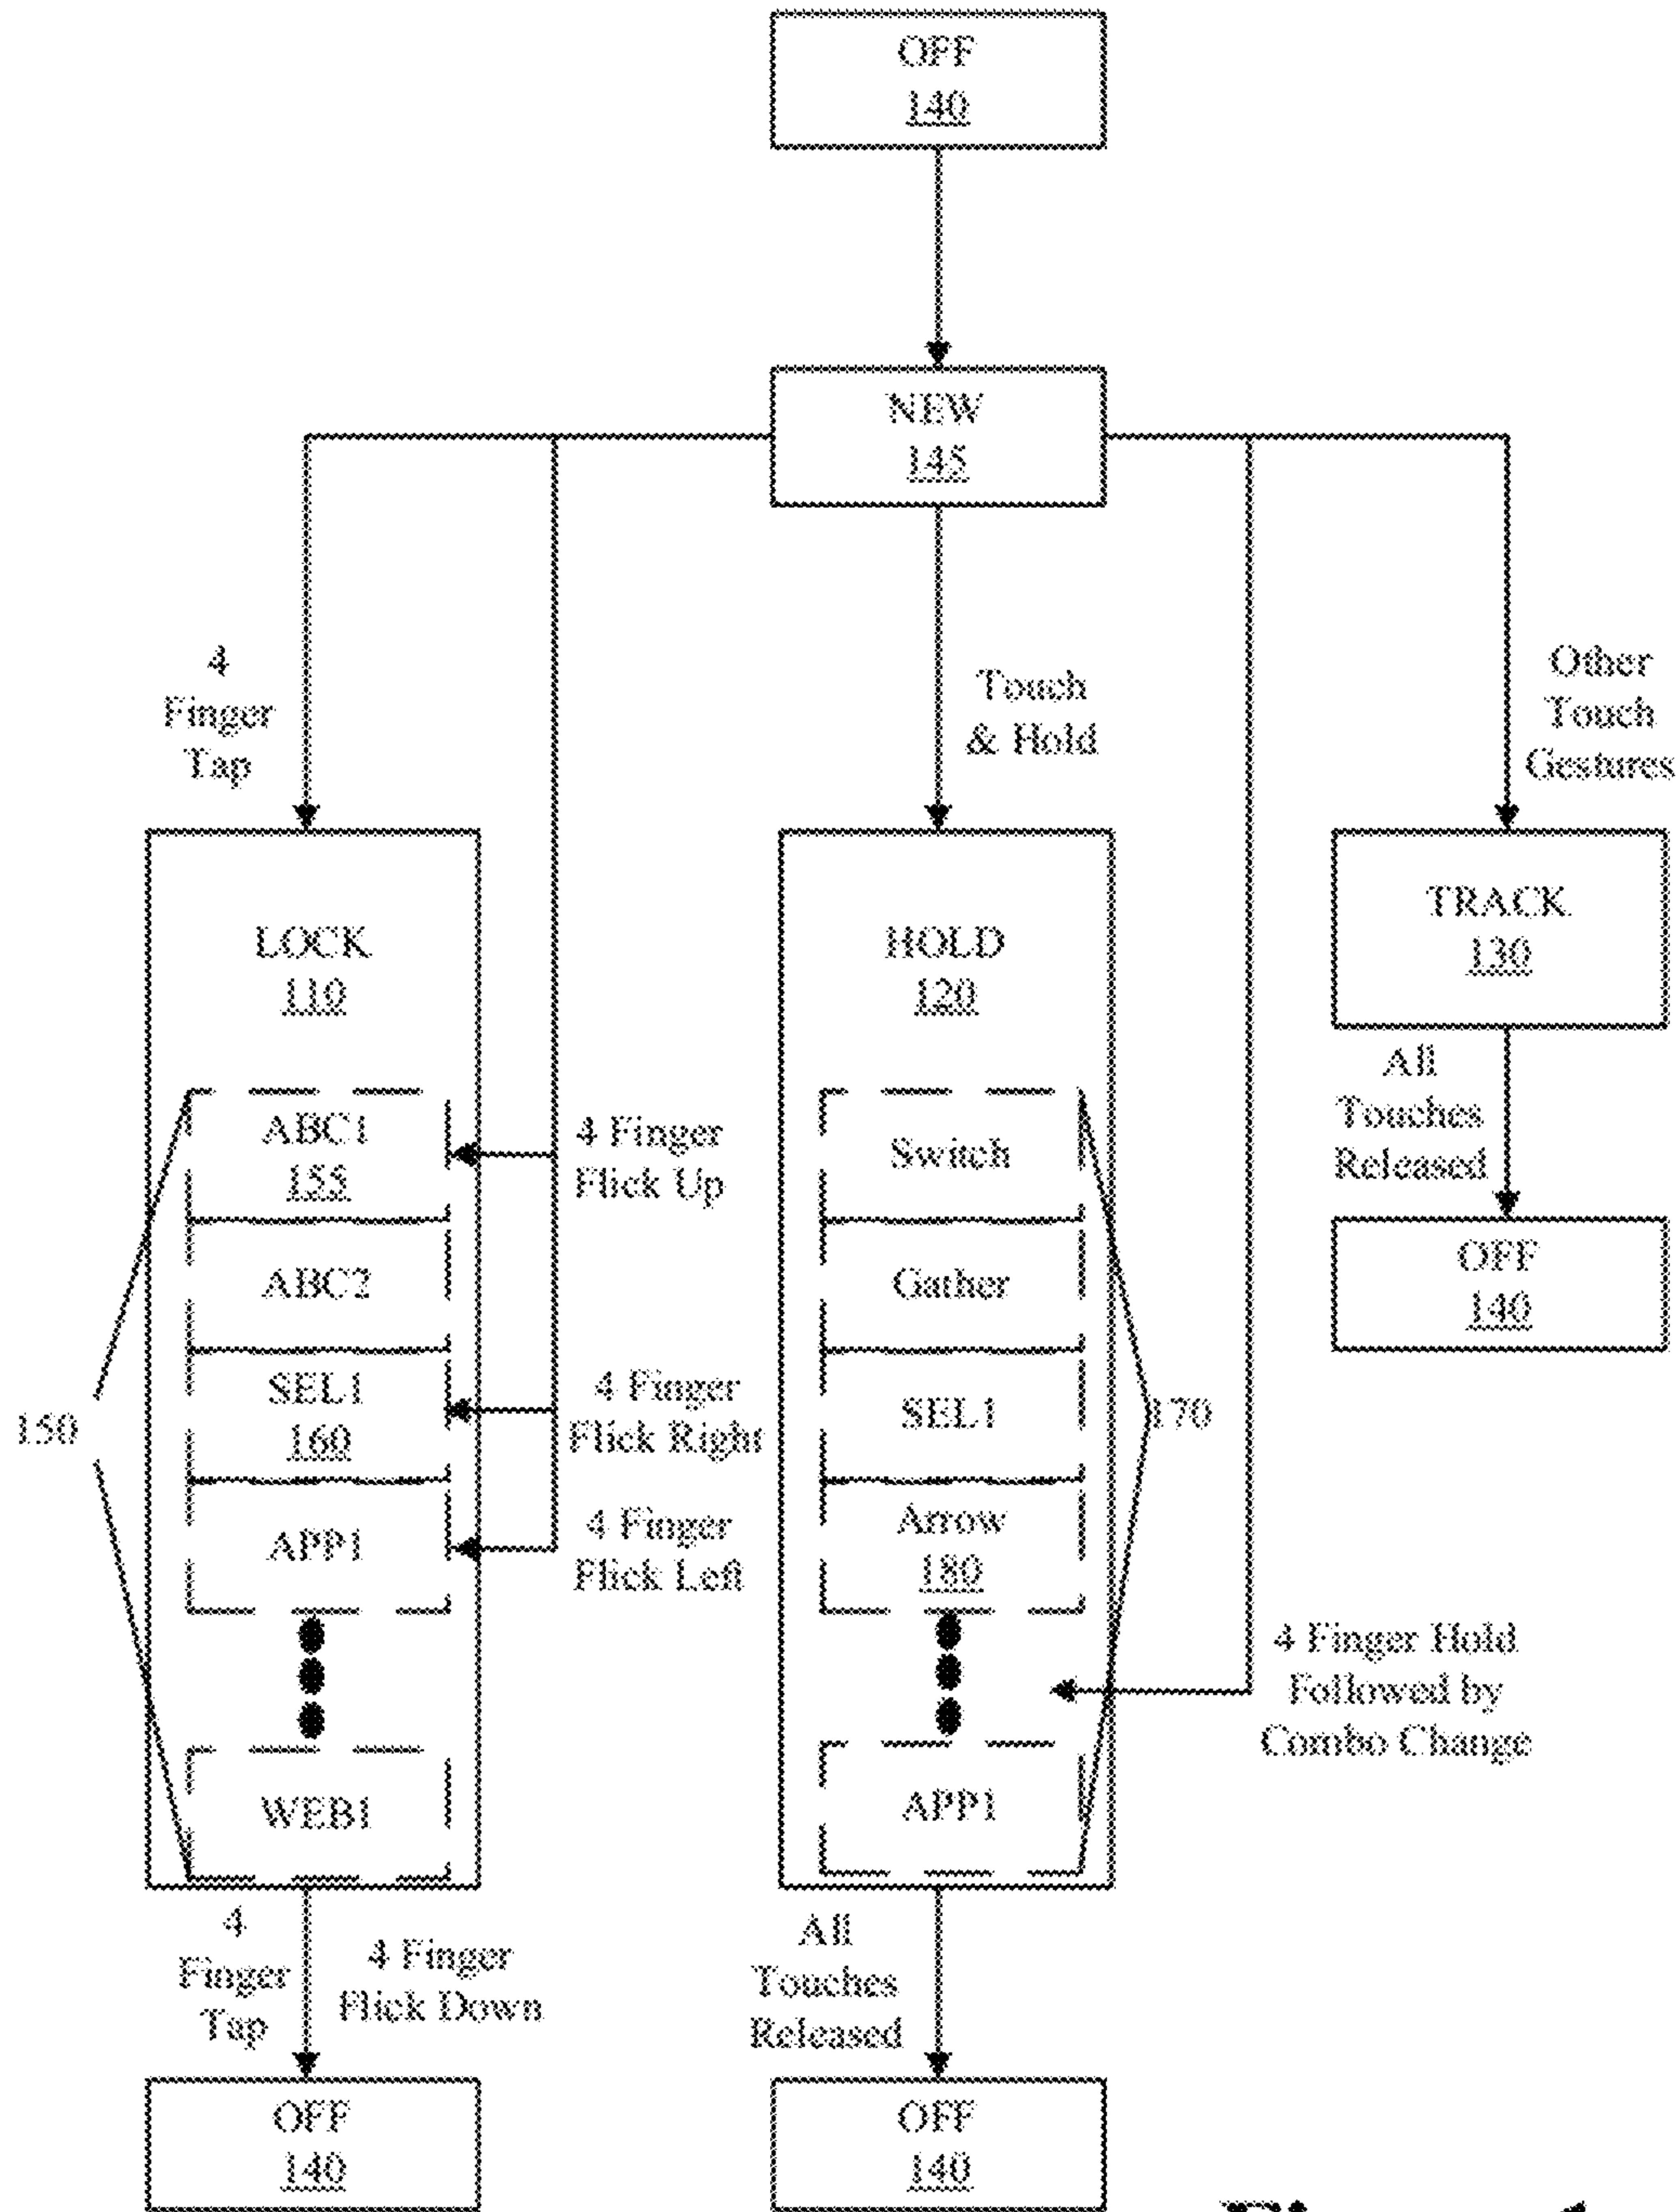 OFF
140
NEW
145
4
Finger
Tap
Touch
& Hold
Other
Touch
Gestures
LOCK
110
HOLD
120
TRACK
130
All
Touches
Released
OFF
140
ABC1
155
ABC2
SEL1
160
APP1
WEB1
150
4 Finger
Flick Up
4 Finger
Flick Right
4 Finger
Flick Left
Switch
Gather
SEL1
Arrow
180
APP1
170
4 Finger Hold
Followed by
Combo Change
4
Finger
Tap
4 Finger
Flick Down
All
Touches
Released
OFF
140
OFF
140